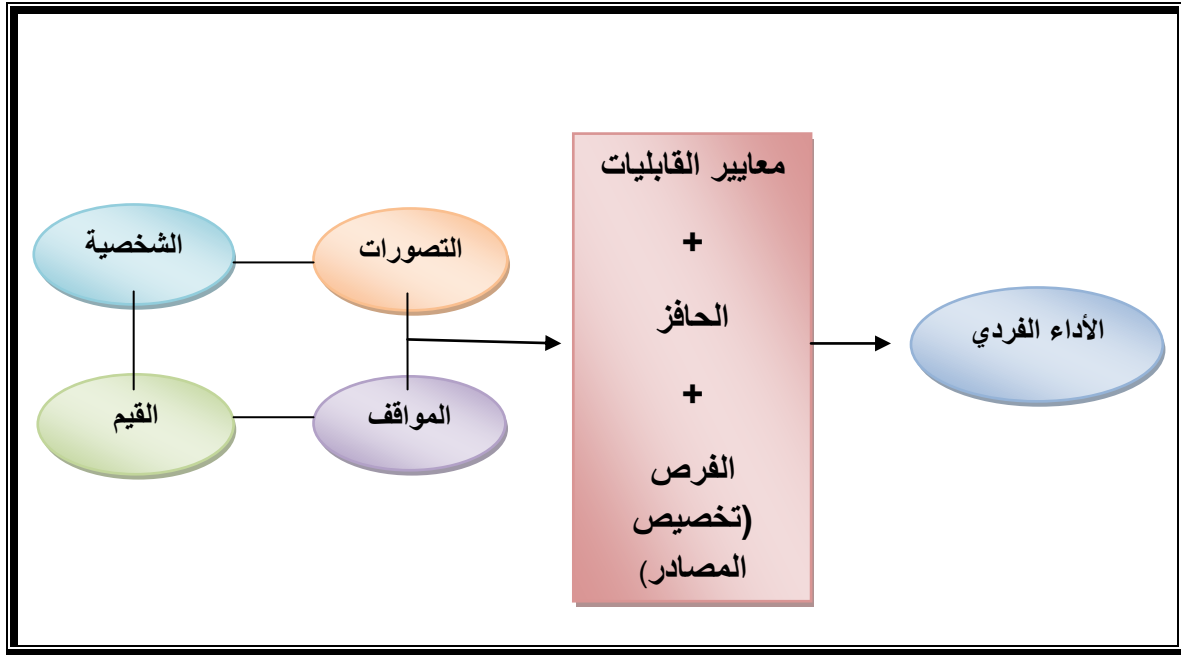 الشخصية
التصورات
القيم
المواقف
معايير القابليات
+
الحافز
+
الفرص
(تخصيص
المصادر)
الأداء الفردي